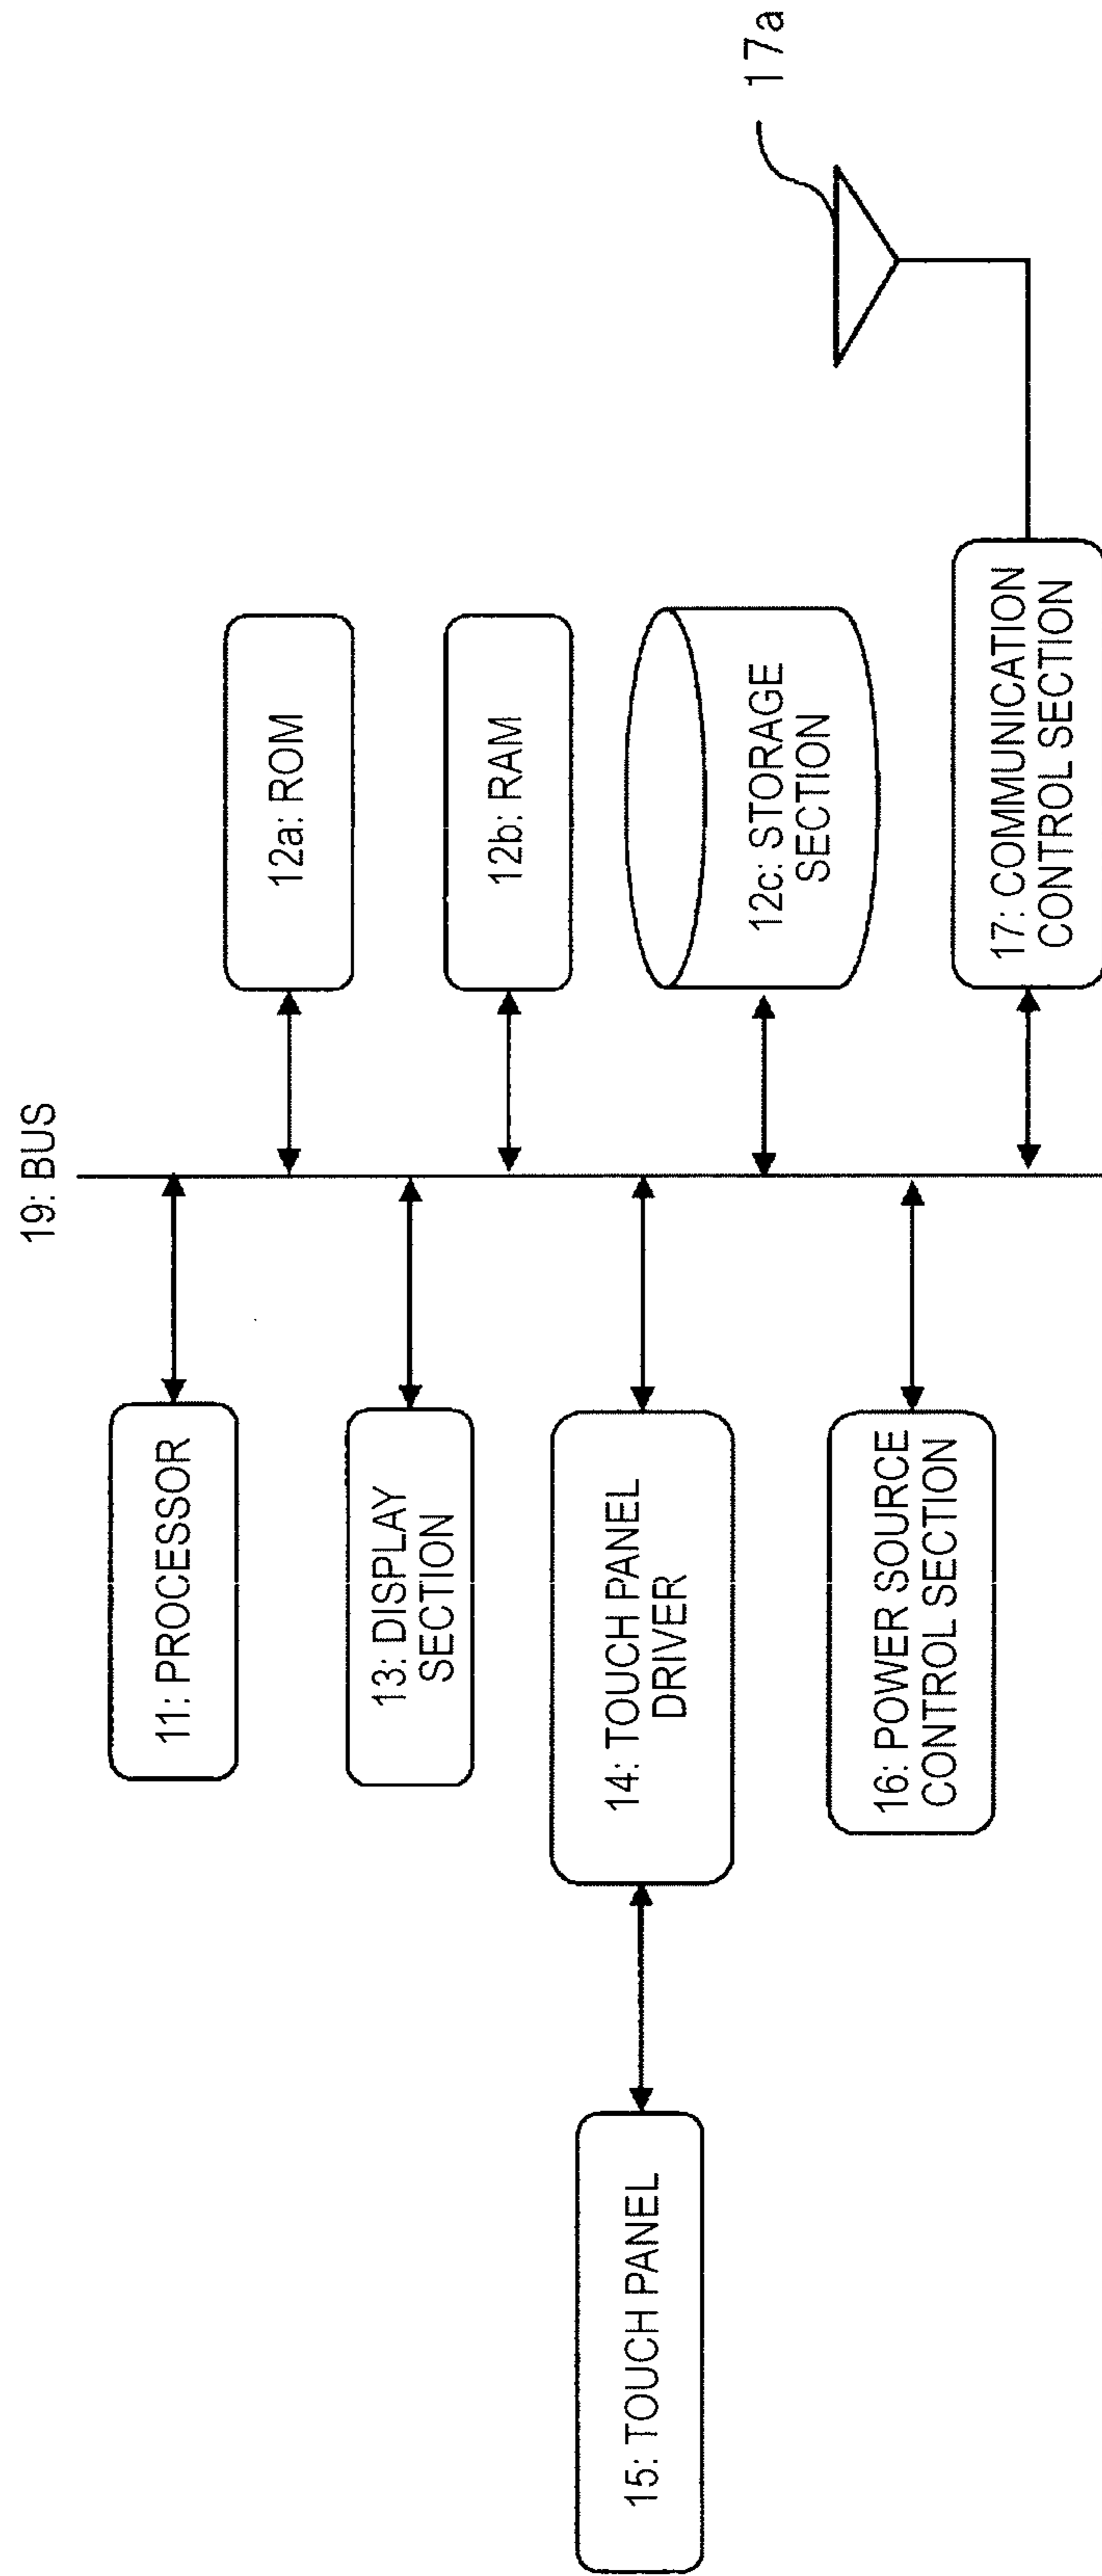 19: BUS
11: PROCESSOR
12a: ROM
13: DISPLAY
SECTION
12b: RAM
14: TOUCH PANEL
DRIVER
15: TOUCH PANEL
12c: STORAGE
SECTION
16: POWER SOURCE
CONTROL SECTION
17: COMMUNICATION
CONTROL SECTION
17a